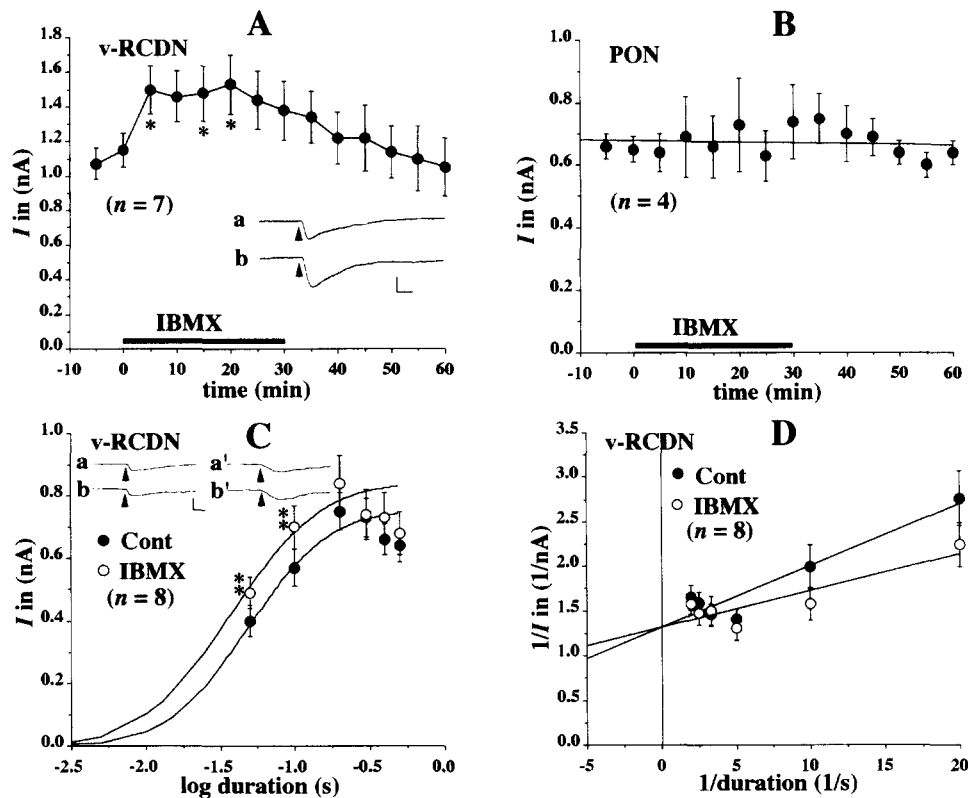 A
v-RCDN
I in (nA)
1.8
1.6
1.4
1.2
1.0
0.8
0.6
0.4
0.2
0.0
* * *
(n = 7)
a
b
IBMX
-10 0 10 20 30 40 50 60
time (min)
B
PON
I in (nA)
1.0
0.8
0.6
0.4
0.2
0.0
(n = 4)
IBMX
-10 0 10 20 30 40 50 60
time (min)
C
v-RCDN
a a'
b b'
I in (nA)
1.0
0.8
0.6
0.4
0.2
0.0
**
**
Cont
IBMX
(n = 8)
-2.5 -2.0 -1.5 -1.0 -0.5 0.0
log duration (s)
D
v-RCDN
1/I in (1/nA)
3.5
3.0
2.5
2.0
1.5
1.0
0.5
0.0
Cont
IBMX
(n = 8)
-5 0 5 10 15 20
1/duration (1/s)